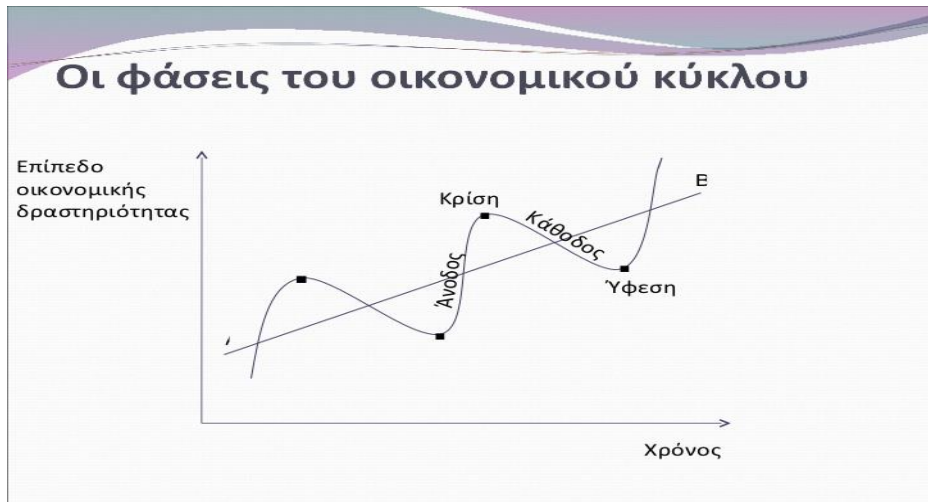 Οι φάσεις του οικονομικού κύκλου
Επίπεδο
οικονομικής
δραστηριότητας
Κρίση
Κάθοδος
Άνοδος
Ύφεση
Β
Χρόνος